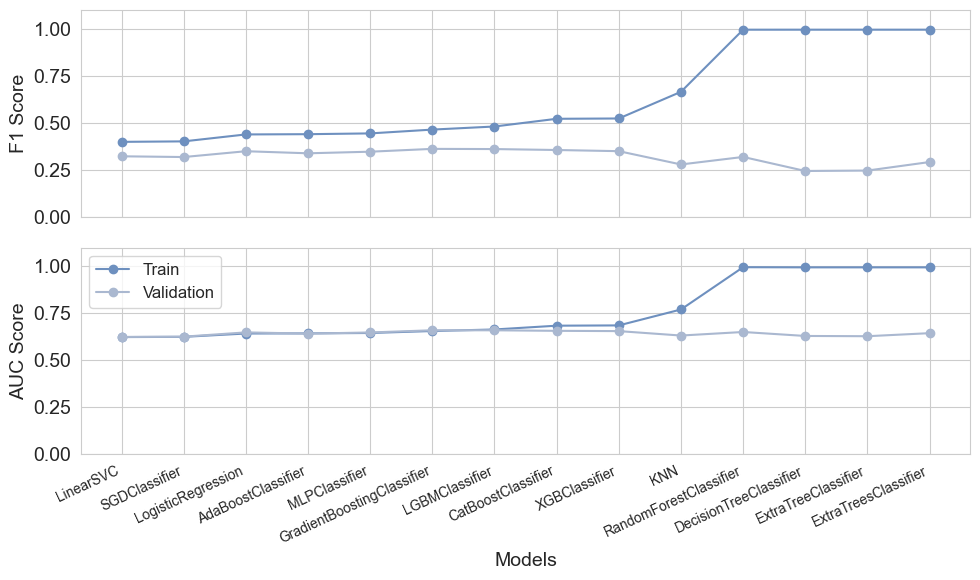 1.00
0.75
0.50
0.25
0.00
F1 Score
1.00
0.75
0.50
0.25
0.00
AUC Score
Train
Validation
LinearSVC
SGDClassifier
LogisticRegression
AdaBoostClassifier
MLPClassifier
GradientBoostingClassifier
LGBMClassifier
CatBoostClassifier
XGBClassifier
KNN
RandomForestClassifier
DecisionTreeClassifier
ExtraTreeClassifier
ExtraTreesClassifier
Models